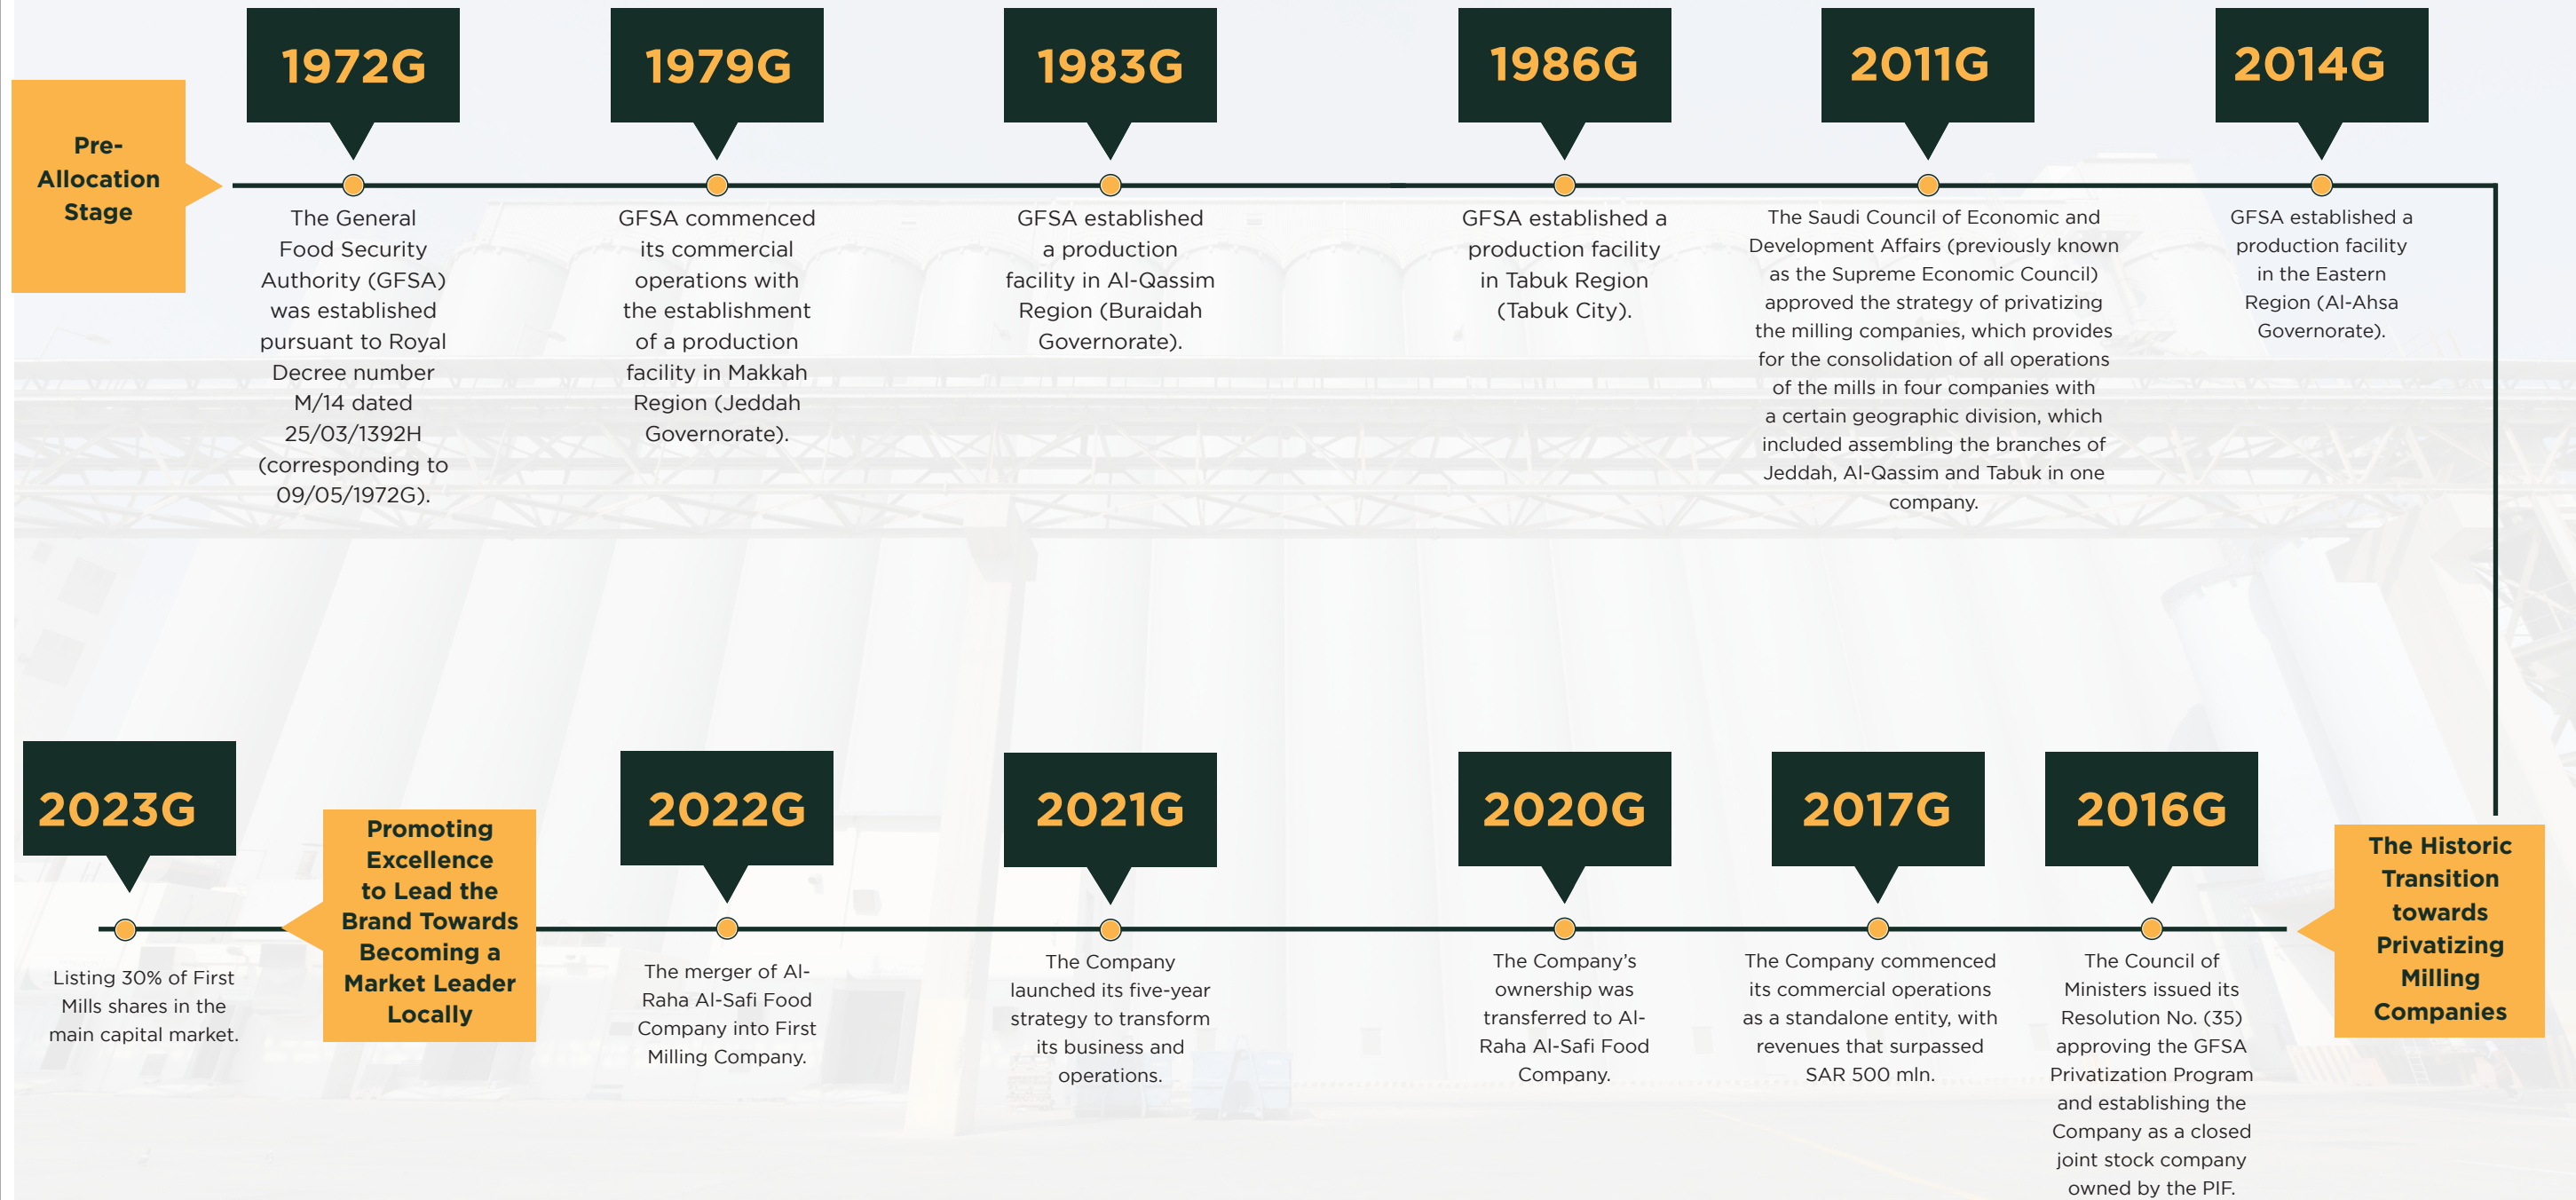 Pre-
Allocation
Stage
1972G
The General
Food Security
Authority (GFSA)
was established
pursuant to Royal
Decree number
M/14 dated
25/03/1392H
(corresponding to
09/05/1972G).
1979G
GFSA commenced
its commercial
operations with
the establishment
of a production
facility in Makkah
Region (Jeddah
Governorate).
1983G
GFSA established
a production
facility in Al-Qassim
Region (Buraidah
Governorate).
1986G
GFSA established a
production facility
in Tabuk Region
(Tabuk City).
2011G
The Saudi Council of Economic and
Development Affairs (previously known
as the Supreme Economic Council)
approved the strategy of privatizing
the milling companies, which provides
for the consolidation of all operations
of the mills in four companies with
a certain geographic division, which
included assembling the branches of
Jeddah, Al-Qassim and Tabuk in one
company.
2014G
GFSA established a
production facility
in the Eastern
Region (Al-Ahsa
Governorate).
The Historic
Transition
towards
Privatizing
Milling
Companies
2016G
The Council of
Ministers issued its
Resolution No. (35)
approving the GFSA
Privatization Program
and establishing the
Company as a closed
joint stock company
owned by the PIF.
2017G
The Company commenced
its commercial operations
as a standalone entity, with
revenues that surpassed
SAR 500 mln.
2020G
The Company's
ownership was
transferred to Al-
Raha Al-Safi Food
Company.
2021G
The Company
launched its five-year
strategy to transform
its business and
operations.
2022G
The merger of Al-
Raha Al-Safi Food
Company into First
Milling Company.
Promoting
Excellence
to Lead the
Brand Towards
Becoming a
Market Leader
Locally
2023G
Listing 30% of First
Mills shares in the
main capital market.